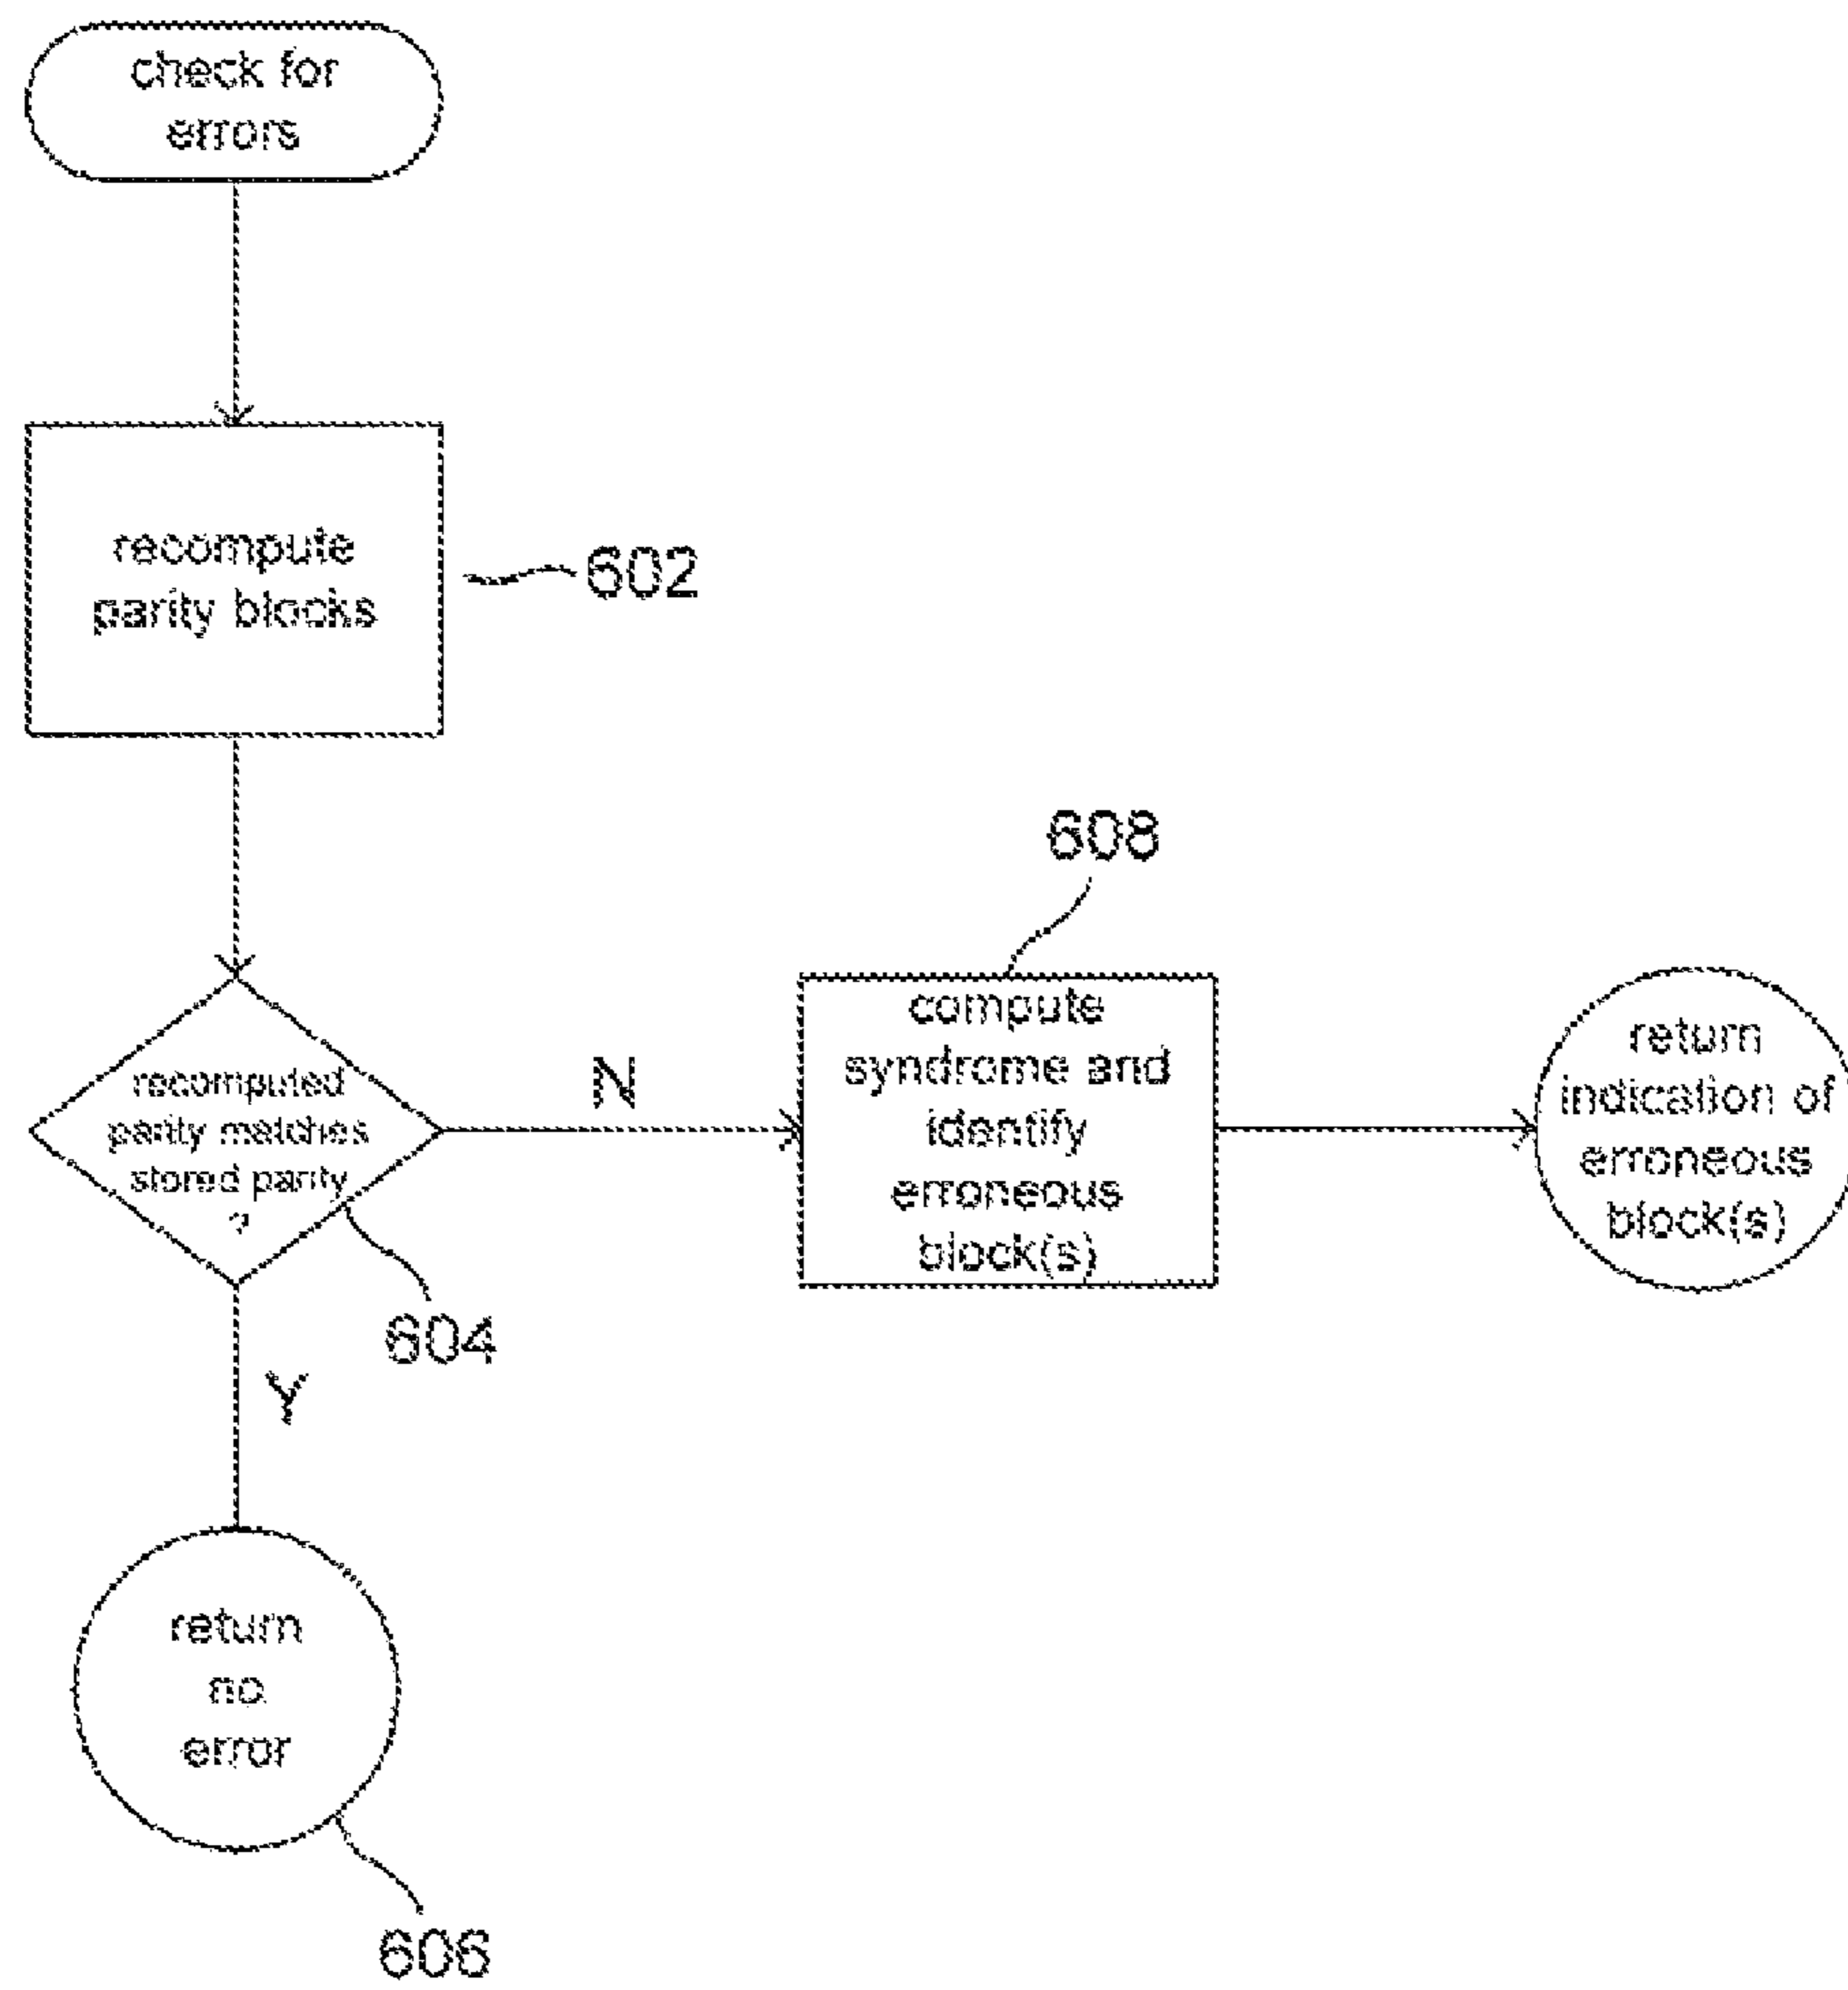 check for
errors
recompute
parity blocks
602
608
recomputed
parity matches
stored parity
?
N
compute
syndrome and
identify
erroneous
block(s)
return
indication of
erroneous
block(s)
604
Y
return
no
error
606